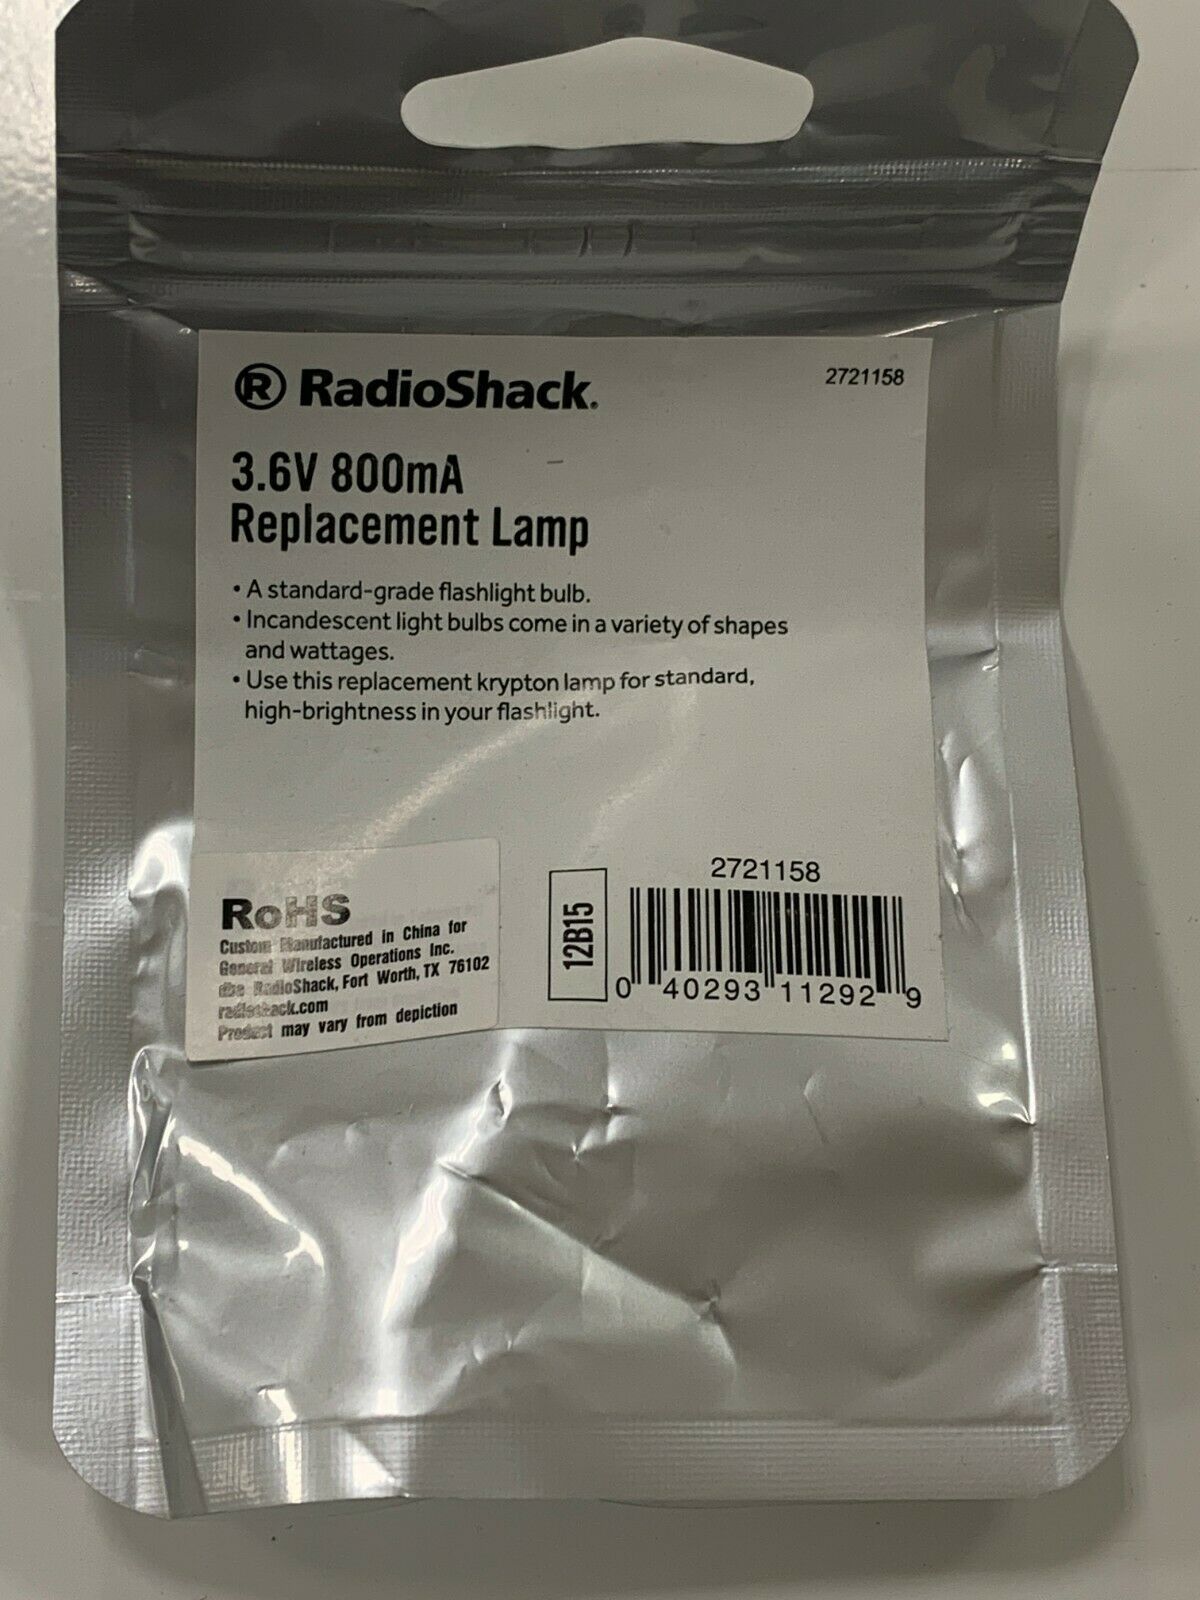 ® RadioShack.
2721158
3.6V 800mA
Replacement Lamp
• A standard-grade flashlight bulb.
• Incandescent light bulbs come in a variety of shapes
and wattages.
• Use this replacement krypton lamp for standard,
high-brightness in your flashlight.
RoHS
Custom Manufactured in China for
General Wireless Operations Inc.
dba RadioShack, Fort Worth, TX 76102
radioshack.com
Product may vary from depiction
12B15
2721158
0 40293 11292 9